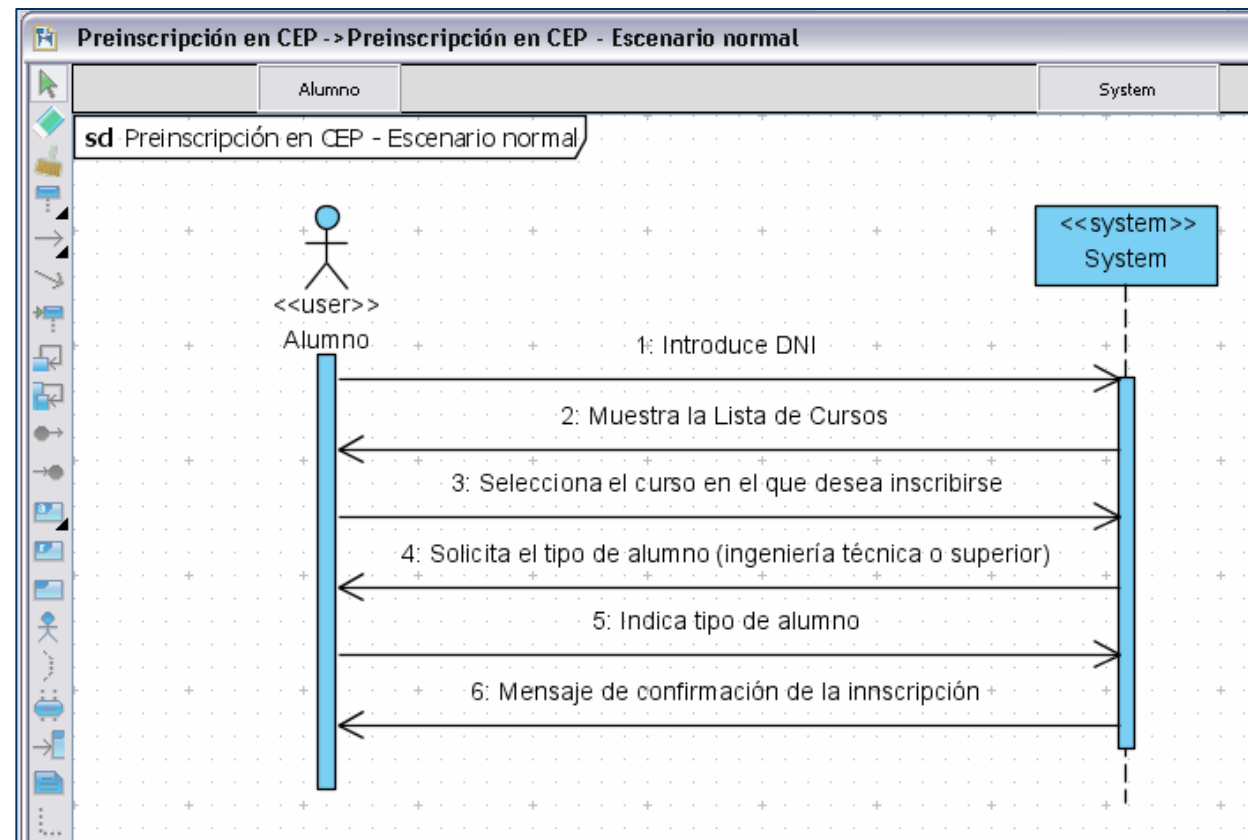 Preinscripción en CEP ->Preinscripción en CEP - Escenario normal
Alumno
System
sd Preinscripción en CEP - Escenario normal
<<system>>
System
<<user>>
Alumno
1: Introduce DNI
2: Muestra la Lista de Cursos
3: Selecciona el curso en el que desea inscribirse
4: Solicita el tipo de alumno (ingeniería técnica o superior)
5: Indica tipo de alumno
6: Mensaje de confirmación de la innscripción